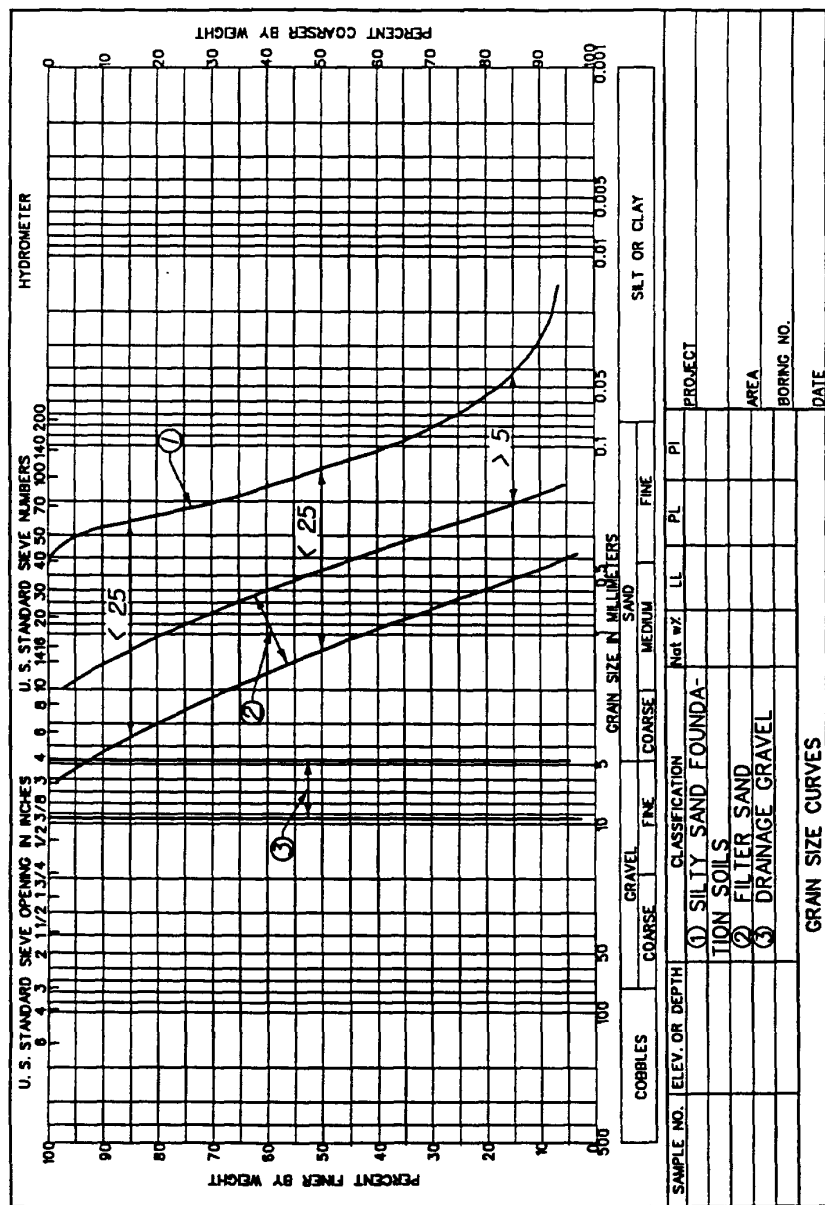 U. S. STANDARD SIEVE OPENING IN INCHES
U. S. STANDARD SIEVE NUMBERS
HYDROMETER
6 4 3 2 1 1/2 1 3/4 1/2 3/8 3 4 6 8 10 14 16 20 30 40 50 70 100 140 200
PERCENT FINER BY WEIGHT
100
90
80
70
60
50
40
30
20
10
0
PERCENT COARSER BY WEIGHT
0
10
20
30
40
50
60
70
80
90
100
< 25
①
< 25
②
> 5
③
500 100 50 10 5 1 0.5 0.1 0.05 0.01 0.005 0.001
GRAIN SIZE IN MILLIMETERS
COBBLES
GRAVEL
COARSE FINE
SAND
COARSE MEDIUM FINE
SILT OR CLAY
SAMPLE NO. ELEV. OR DEPTH CLASSIFICATION Nat w% LL PL PI
① SILTY SAND FOUNDA-
TION SOILS
② FILTER SAND
③ DRAINAGE GRAVEL
PROJECT
AREA
BORING NO.
DATE
GRAIN SIZE CURVES